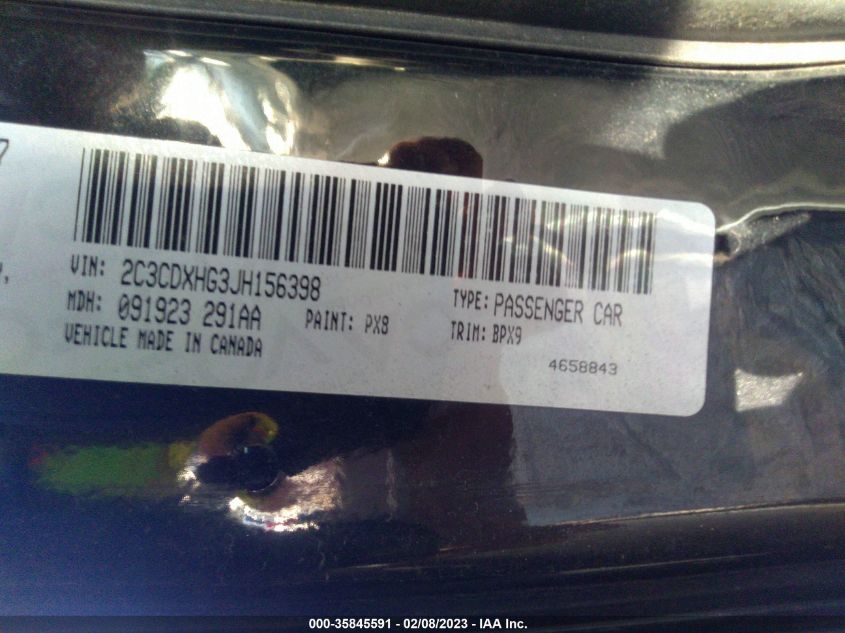 VIN: 2C3CDXHG3JH156398
MDH: 091923 291AA PAINT: PX8
TYPE: PASSENGER CAR
TRIM: BPX9
VEHICLE MADE IN CANADA
4658843
000-35845591 - 02/08/2023 - IAA Inc.